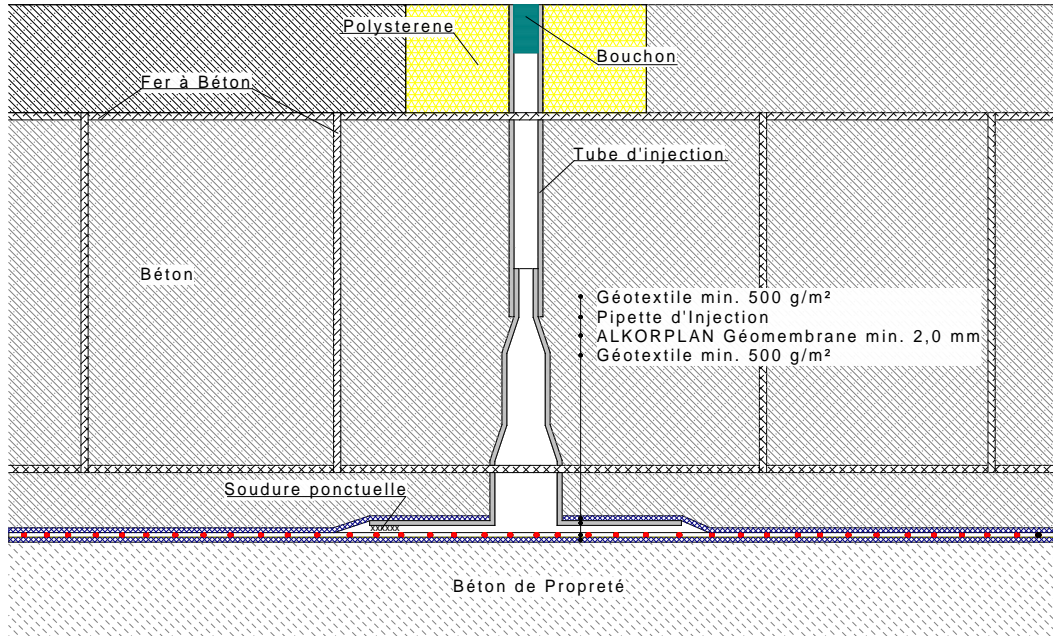 Polysterene
Bouchon
Fer à Béton
Tube d'injection
Béton
Géotextile min. 500 g/m²
Pipette d'Injection
ALKORPLAN Géomembrane min. 2,0 mm
Géotextile min. 500 g/m²
Soudure ponctuelle
Béton de Propreté